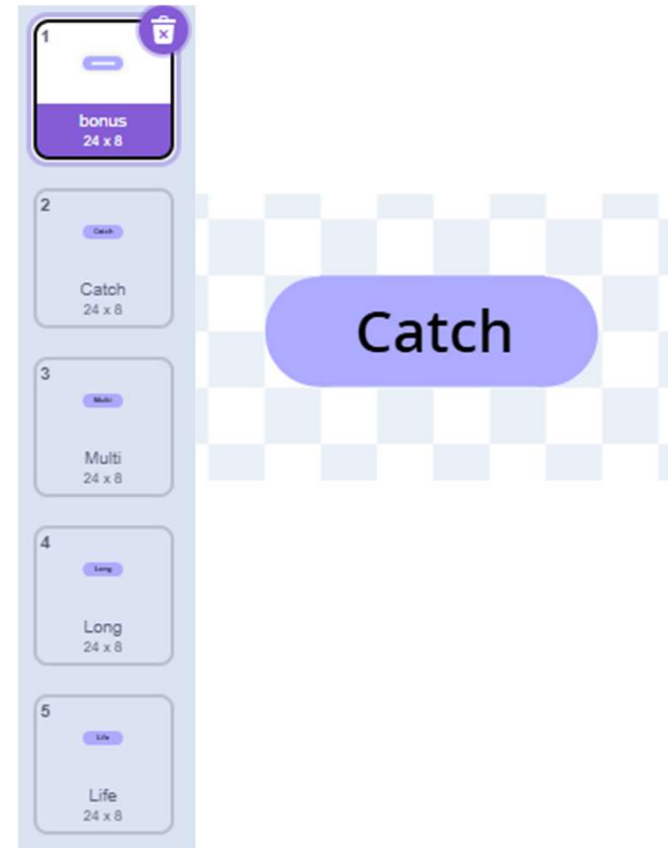 1
bonus
24 x 8
2
Catch
Catch
24 x 8
Catch
3
Multi
Multi
24 x 8
4
Long
Long
24 x 8
5
Life
Life
24 x 8